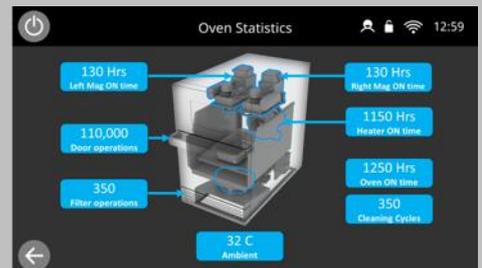 Oven Statistics
12:59
130 Hrs
Left Mag ON time
130 Hrs
Right Mag ON time
1150 Hrs
Heater ON time
110,000
Door operations
1250 Hrs
Oven ON time
350
Filter operations
350
Cleaning Cycles
32 C
Ambient